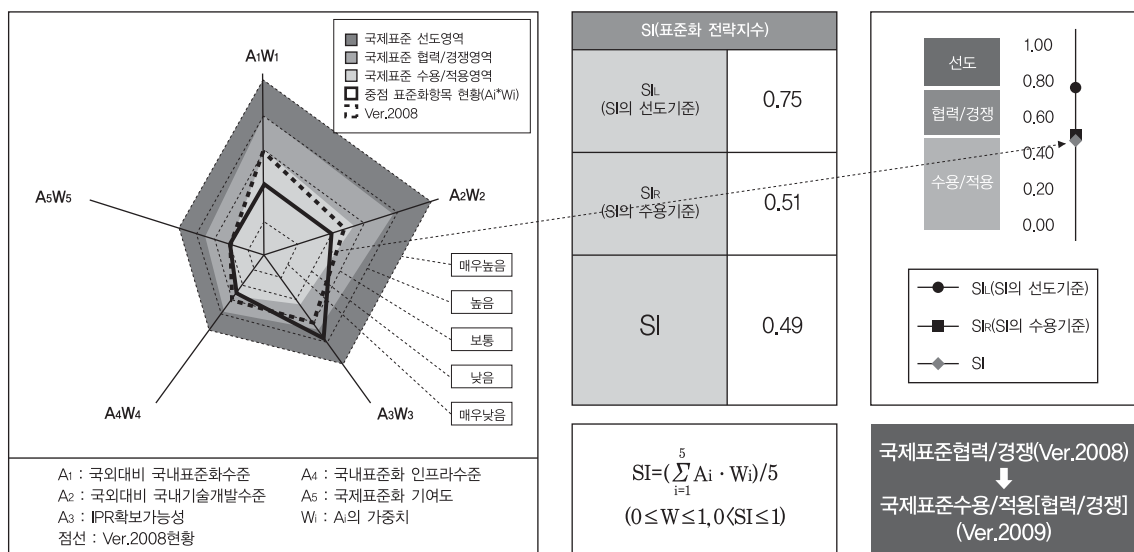 국제표준 선도영역
국제표준 협력/경쟁영역
국제표준 수용/적용영역
중점 표준화항목 현황(Ai*Wi)
Ver.2008
A1W1
A2W2
A3W3
A4W4
A5W5
매우높음
높음
보통
낮음
매우낮음
A1 : 국외대비 국내표준화수준
A2 : 국외대비 국내기술개발수준
A3 : IPR확보가능성
점선 : Ver.2008현황
A4 : 국내표준화 인프라수준
A5 : 국제표준화 기여도
Wi : Ai의 가중치
SI(표준화 전략지수)
SIL
(SI의 선도기준)
0.75
SIR
(SI의 수용기준)
0.51
SI
0.49
SI=(∑Ai · Wi)/5
5
i=1
(0≤W≤1, 0<SI≤1)
선도
협력/경쟁
수용/적용
1.00
0.80
0.60
0.40
0.20
0.00
SIL(SI의 선도기준)
SIR(SI의 수용기준)
SI
국제표준협력/경쟁(Ver.2008)
국제표준수용/적용[협력/경쟁]
(Ver.2009)